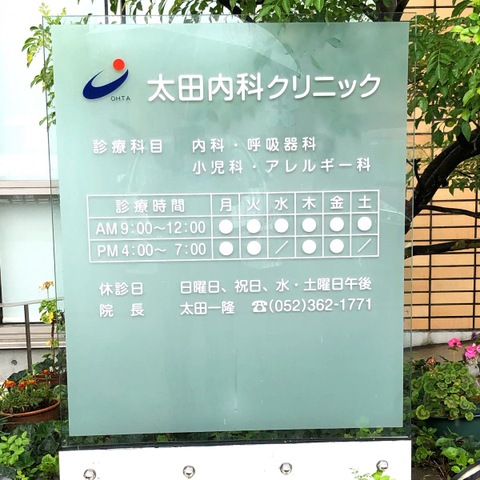 OHTA
太田内科クリニック
診療科目 内科・呼吸器科
小児科・アレルギー科
診療時間 月 火 水 木 金 土
AM 9:00〜12:00 ● ● ● ● ● ●
PM 4:00〜 7:00 ● ● ／ ● ● ／
休診日 日曜日、祝日、水・土曜日午後
院長 太田一隆 ☎(052)362-1771